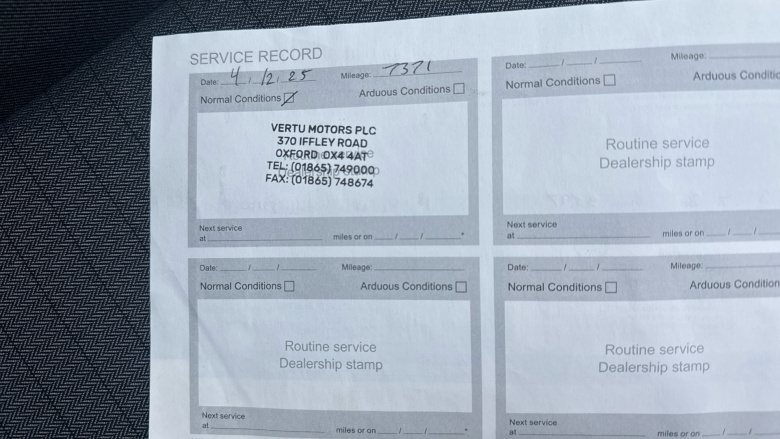 SERVICE RECORD
Date: 4 / 12 / 25 Mileage: 7371
Normal Conditions Arduous Conditions
VERTU MOTORS PLC
370 IFFLEY ROAD
OXFORD OX4 4AT
TEL: (01865) 749000
FAX: (01865) 748674
Next service
at miles or on / / *
Date: / / Mileage:
Normal Conditions Arduous
Routine service
Dealership stamp
Next service
at miles or on / /
Date: / / Mileage:
Normal Conditions Arduous Conditions
Routine service
Dealership stamp
Next service
at miles or on / / *
Date: / / Mileage:
Normal Conditions Arduous Condition
Routine service
Dealership stamp
Next service
at miles or on / /